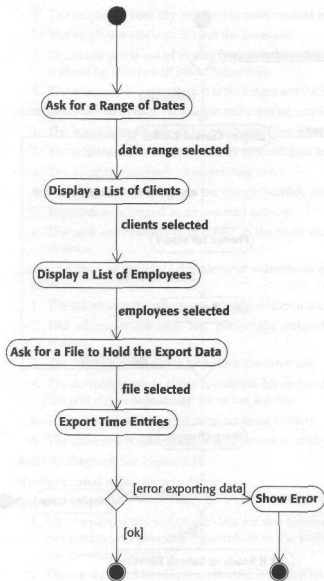 Ask for a Range of Dates
date range selected
Display a List of Clients
clients selected
Display a List of Employees
employees selected
Ask for a File to Hold the Export Data
file selected
Export Time Entries
[error exporting data]
Show Error
[ok]